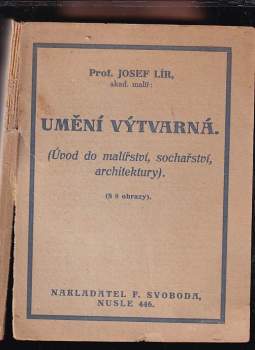 Prof. JOSEF LÍR,
akad. malíř:
UMĚNÍ VÝTVARNÁ.
(Úvod do malířství, sochařství,
architektury).
(S 8 obrazy).
NAKLADATEL F. SVOBODA,
NUSLE 446.